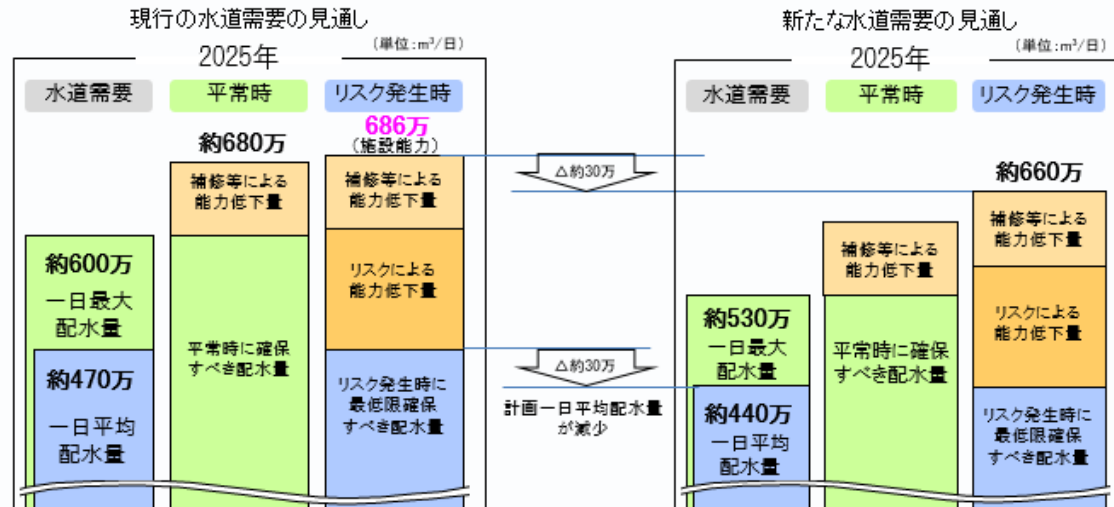 現行の水道需要の見通し
(単位:m³/日)
2025年
水道需要
平常時
リスク発生時
約680万
686万
(施設能力)
補修等による
能力低下量
補修等による
能力低下量
約600万
一日最大
配水量
リスクによる
能力低下量
平常時に確保
すべき配水量
約470万
一日平均
配水量
リスク発生時に
最低限確保
すべき配水量
△約30万
△約30万
計画一日平均配水量
が減少
新たな水道需要の見通し
(単位:m³/日)
2025年
水道需要
平常時
リスク発生時
約660万
補修等による
能力低下量
補修等による
能力低下量
約530万
一日最大
配水量
平常時に確保
すべき配水量
リスクによる
能力低下量
約440万
一日平均
配水量
リスク発生時に
最低限確保
すべき配水量